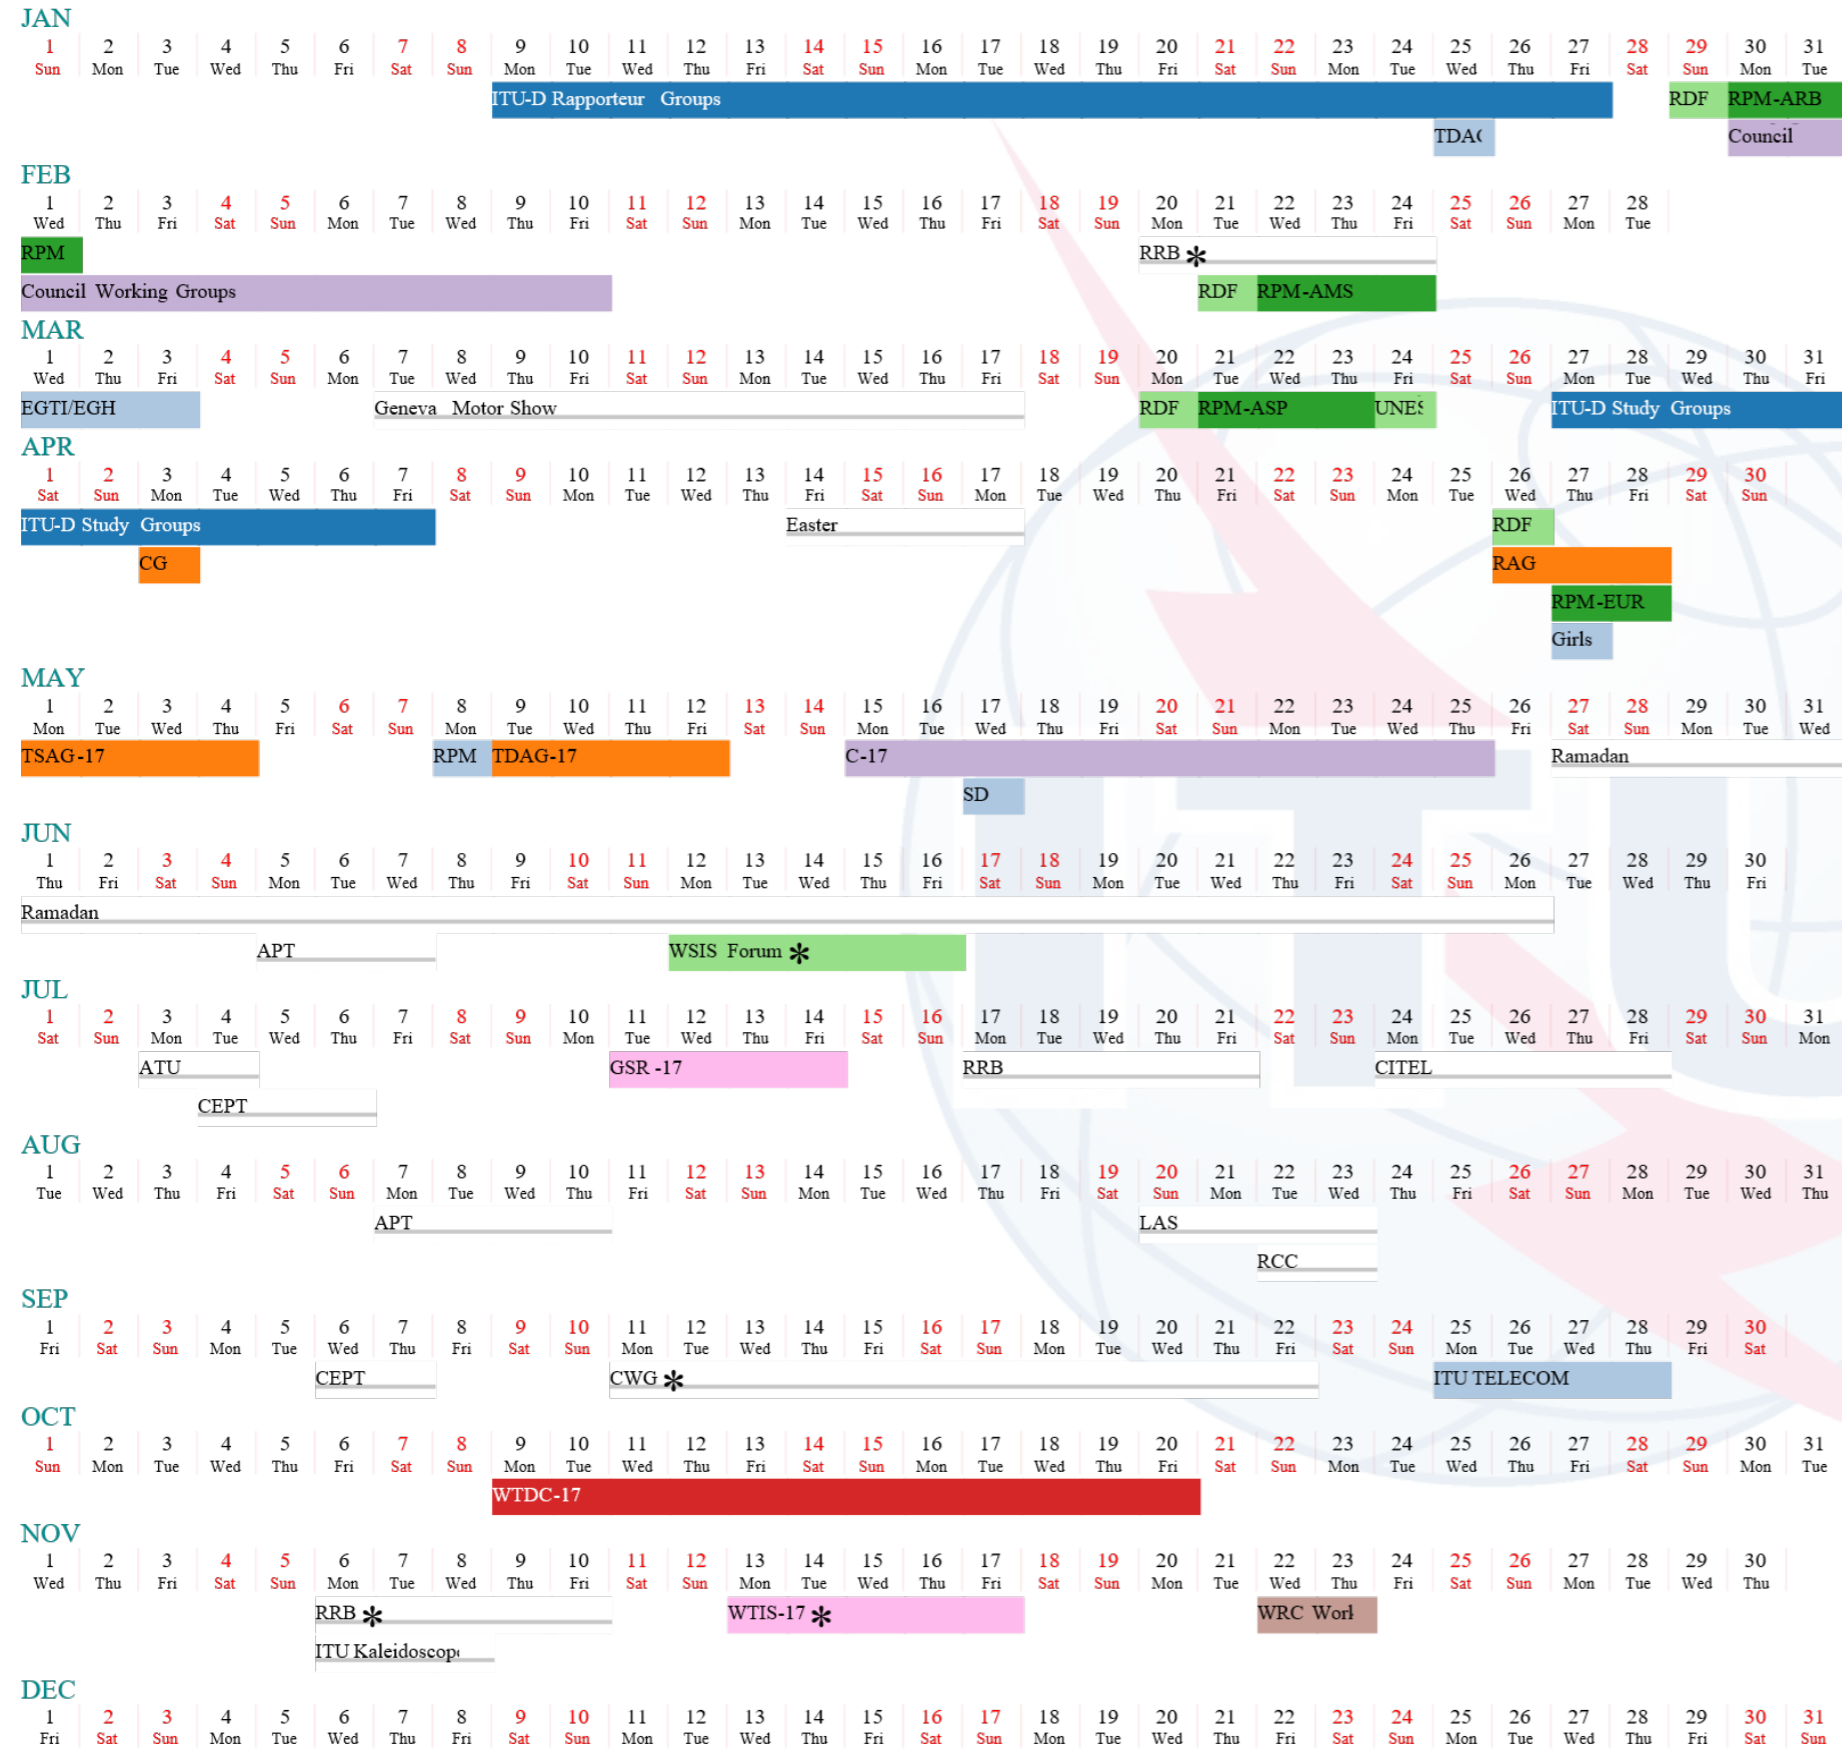 JAN
1 2 3 4 5 6 7 8 9 10 11 12 13 14 15 16 17 18 19 20 21 22 23 24 25 26 27 28 29 30 31
Sun Mon Tue Wed Thu Fri Sat Sun Mon Tue Wed Thu Fri Sat Sun Mon Tue Wed Thu Fri Sat Sun Mon Tue Wed Thu Fri Sat Sun Mon Tue
ITU-D Rapporteur Groups RDF RPM-ARB
TDAG Council
FEB
1 2 3 4 5 6 7 8 9 10 11 12 13 14 15 16 17 18 19 20 21 22 23 24 25 26 27 28
Wed Thu Fri Sat Sun Mon Tue Wed Thu Fri Sat Sun Mon Tue Wed Thu Fri Sat Sun Mon Tue Wed Thu Fri Sat Sun Mon Tue
RPM RRB *
Council Working Groups RDF RPM-AMS
MAR
1 2 3 4 5 6 7 8 9 10 11 12 13 14 15 16 17 18 19 20 21 22 23 24 25 26 27 28 29 30 31
Wed Thu Fri Sat Sun Mon Tue Wed Thu Fri Sat Sun Mon Tue Wed Thu Fri Sat Sun Mon Tue Wed Thu Fri Sat Sun Mon Tue Wed Thu Fri
EGTI/EGH Geneva Motor Show RDF RPM-ASP UNES ITU-D Study Groups
APR
1 2 3 4 5 6 7 8 9 10 11 12 13 14 15 16 17 18 19 20 21 22 23 24 25 26 27 28 29 30
Sat Sun Mon Tue Wed Thu Fri Sat Sun Mon Tue Wed Thu Fri Sat Sun Mon Tue Wed Thu Fri Sat Sun Mon Tue Wed Thu Fri Sat Sun
ITU-D Study Groups Easter RDF
CG RAG
RPM-EUR
Girls
MAY
1 2 3 4 5 6 7 8 9 10 11 12 13 14 15 16 17 18 19 20 21 22 23 24 25 26 27 28 29 30 31
Mon Tue Wed Thu Fri Sat Sun Mon Tue Wed Thu Fri Sat Sun Mon Tue Wed Thu Fri Sat Sun Mon Tue Wed Thu Fri Sat Sun Mon Tue Wed
TSAG-17 RPM TDAG-17 C-17 Ramadan
SD
JUN
1 2 3 4 5 6 7 8 9 10 11 12 13 14 15 16 17 18 19 20 21 22 23 24 25 26 27 28 29 30
Thu Fri Sat Sun Mon Tue Wed Thu Fri Sat Sun Mon Tue Wed Thu Fri Sat Sun Mon Tue Wed Thu Fri Sat Sun Mon Tue Wed Thu Fri
Ramadan
APT WSIS Forum *
JUL
1 2 3 4 5 6 7 8 9 10 11 12 13 14 15 16 17 18 19 20 21 22 23 24 25 26 27 28 29 30 31
Sat Sun Mon Tue Wed Thu Fri Sat Sun Mon Tue Wed Thu Fri Sat Sun Mon Tue Wed Thu Fri Sat Sun Mon Tue Wed Thu Fri Sat Sun Mon
ATU GSR -17 RRB CITEL
CEPT
AUG
1 2 3 4 5 6 7 8 9 10 11 12 13 14 15 16 17 18 19 20 21 22 23 24 25 26 27 28 29 30 31
Tue Wed Thu Fri Sat Sun Mon Tue Wed Thu Fri Sat Sun Mon Tue Wed Thu Fri Sat Sun Mon Tue Wed Thu Fri Sat Sun Mon Tue Wed Thu
APT LAS
RCC
SEP
1 2 3 4 5 6 7 8 9 10 11 12 13 14 15 16 17 18 19 20 21 22 23 24 25 26 27 28 29 30
Fri Sat Sun Mon Tue Wed Thu Fri Sat Sun Mon Tue Wed Thu Fri Sat Sun Mon Tue Wed Thu Fri Sat Sun Mon Tue Wed Thu Fri Sat
CEPT CWG * ITU TELECOM
OCT
1 2 3 4 5 6 7 8 9 10 11 12 13 14 15 16 17 18 19 20 21 22 23 24 25 26 27 28 29 30 31
Sun Mon Tue Wed Thu Fri Sat Sun Mon Tue Wed Thu Fri Sat Sun Mon Tue Wed Thu Fri Sat Sun Mon Tue Wed Thu Fri Sat Sun Mon Tue
WTDC-17
NOV
1 2 3 4 5 6 7 8 9 10 11 12 13 14 15 16 17 18 19 20 21 22 23 24 25 26 27 28 29 30
Wed Thu Fri Sat Sun Mon Tue Wed Thu Fri Sat Sun Mon Tue Wed Thu Fri Sat Sun Mon Tue Wed Thu Fri Sat Sun Mon Tue Wed Thu
RRB * WTIS-17 * WRC Work
ITU Kaleidoscope
DEC
1 2 3 4 5 6 7 8 9 10 11 12 13 14 15 16 17 18 19 20 21 22 23 24 25 26 27 28 29 30 31
Fri Sat Sun Mon Tue Wed Thu Fri Sat Sun Mon Tue Wed Thu Fri Sat Sun Mon Tue Wed Thu Fri Sat Sun Mon Tue Wed Thu Fri Sat Sun